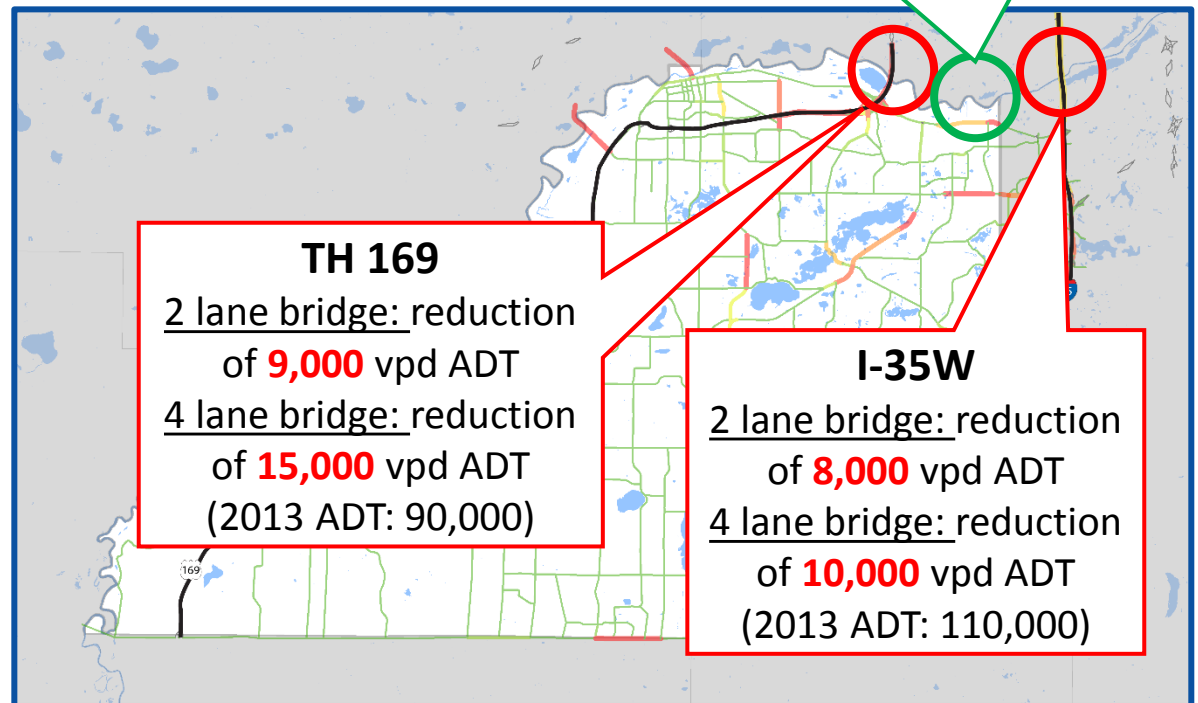 TH 169
2 lane bridge: reduction
of 9,000 vpd ADT
4 lane bridge: reduction
of 15,000 vpd ADT
(2013 ADT: 90,000)
I-35W
2 lane bridge: reduction
of 8,000 vpd ADT
4 lane bridge: reduction
of 10,000 vpd ADT
(2013 ADT: 110,000)
169